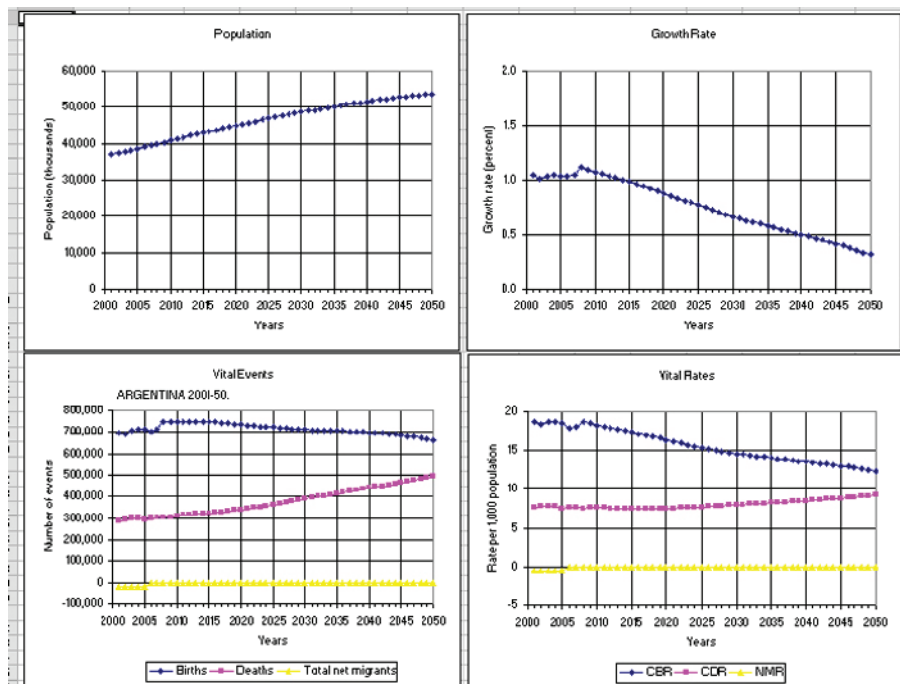 Population
Population (thousands)
60,000
50,000
40,000
30,000
20,000
10,000
0
2000 2005 2010 2015 2020 2025 2030 2035 2040 2045 2050
Years
Growth Rate
Growth rate (percent)
2.0
1.5
1.0
0.5
0.0
2000 2005 2010 2015 2020 2025 2030 2035 2040 2045 2050
Years
Vital Events
ARGENTINA 2001-50.
Number of events
800,000
700,000
600,000
500,000
400,000
300,000
200,000
100,000
0
-100,000
2000 2005 2010 2015 2020 2025 2030 2035 2040 2045 2050
Years
Births Deaths Total net migrants
Vital Rates
Rate per 1,000 population
20
15
10
5
0
-5
2000 2005 2010 2015 2020 2025 2030 2035 2040 2045 2050
Years
CBR CDR NMR